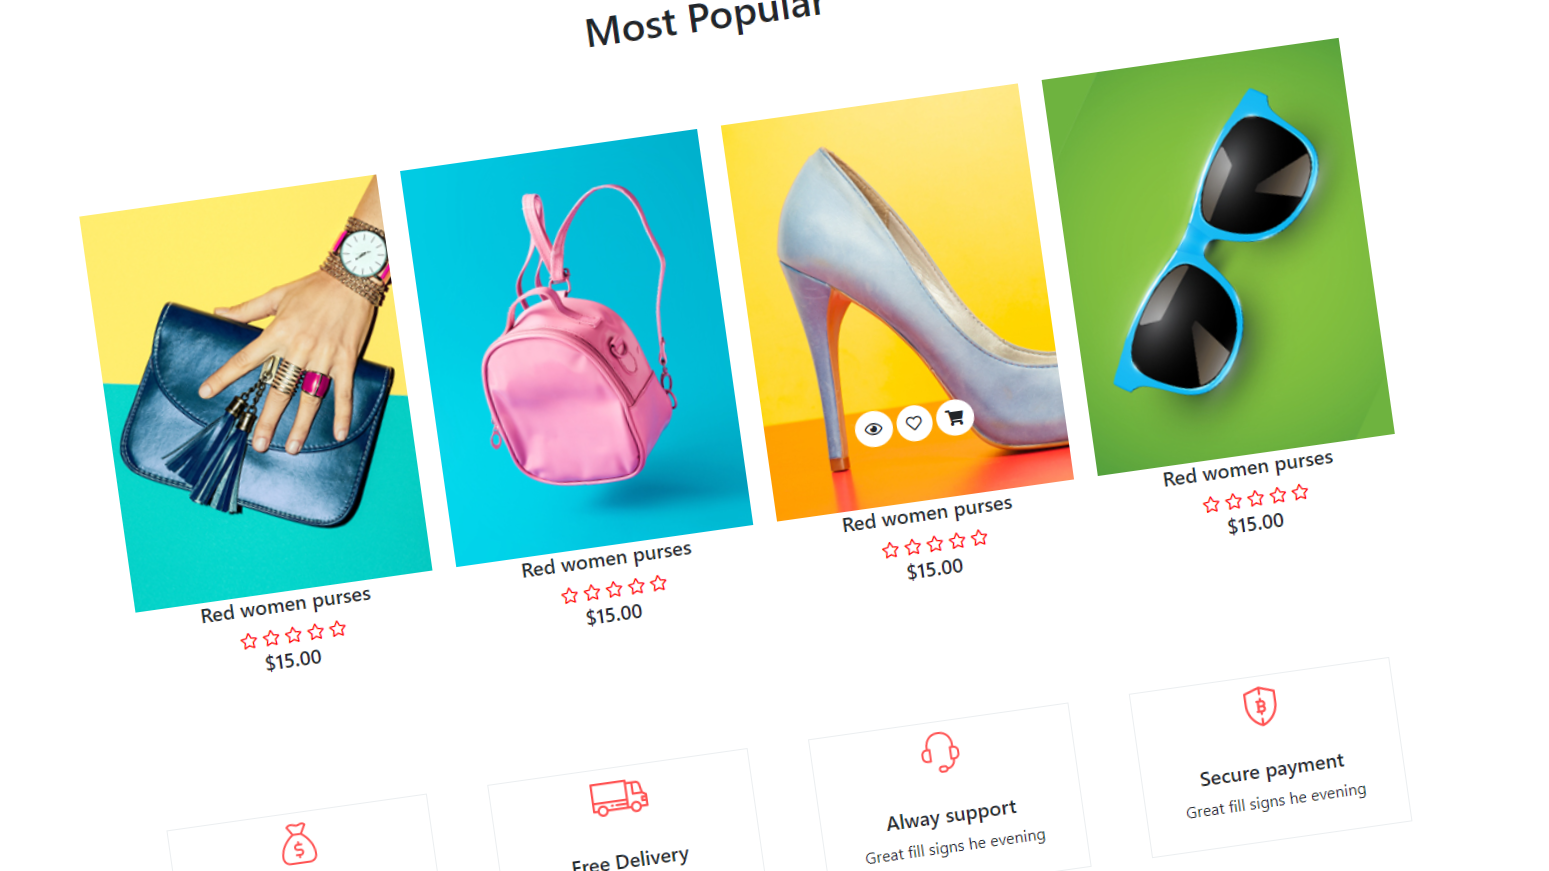 Most Popular
Red women purses
$15.00
Red women purses
$15.00
Red women purses
$15.00
Red women purses
$15.00
Free Delivery
Alway support
Great fill signs he evening
Secure payment
Great fill signs he evening